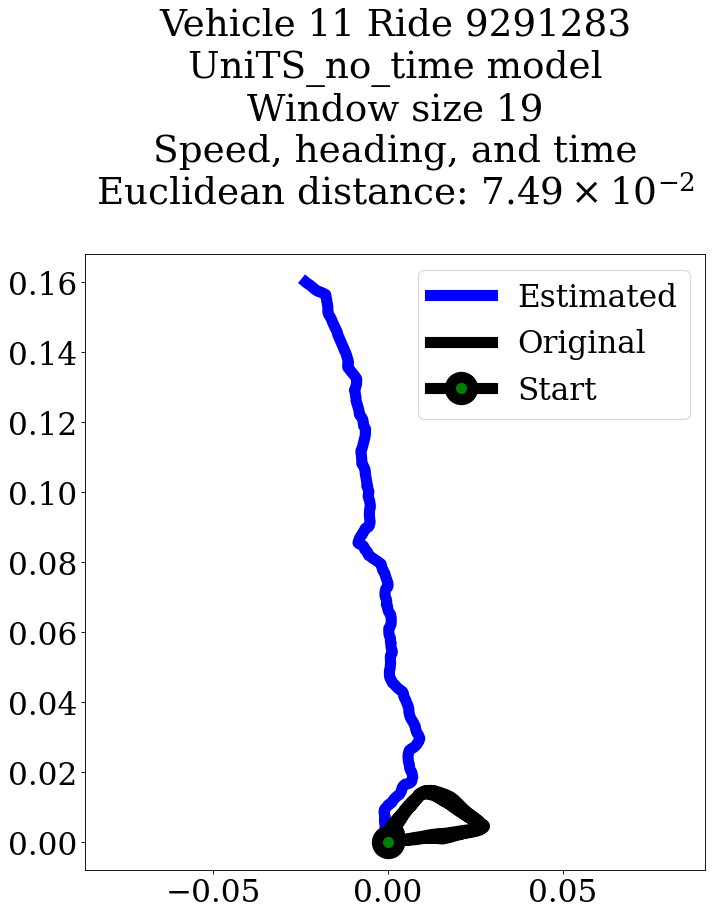 Vehicle 11 Ride 9291283
UniTS_no_time model
Window size 19
Speed, heading, and time
Euclidean distance: 7.49 × 10⁻²
Estimated
Original
Start
0.16
0.14
0.12
0.10
0.08
0.06
0.04
0.02
0.00
−0.05
0.00
0.05